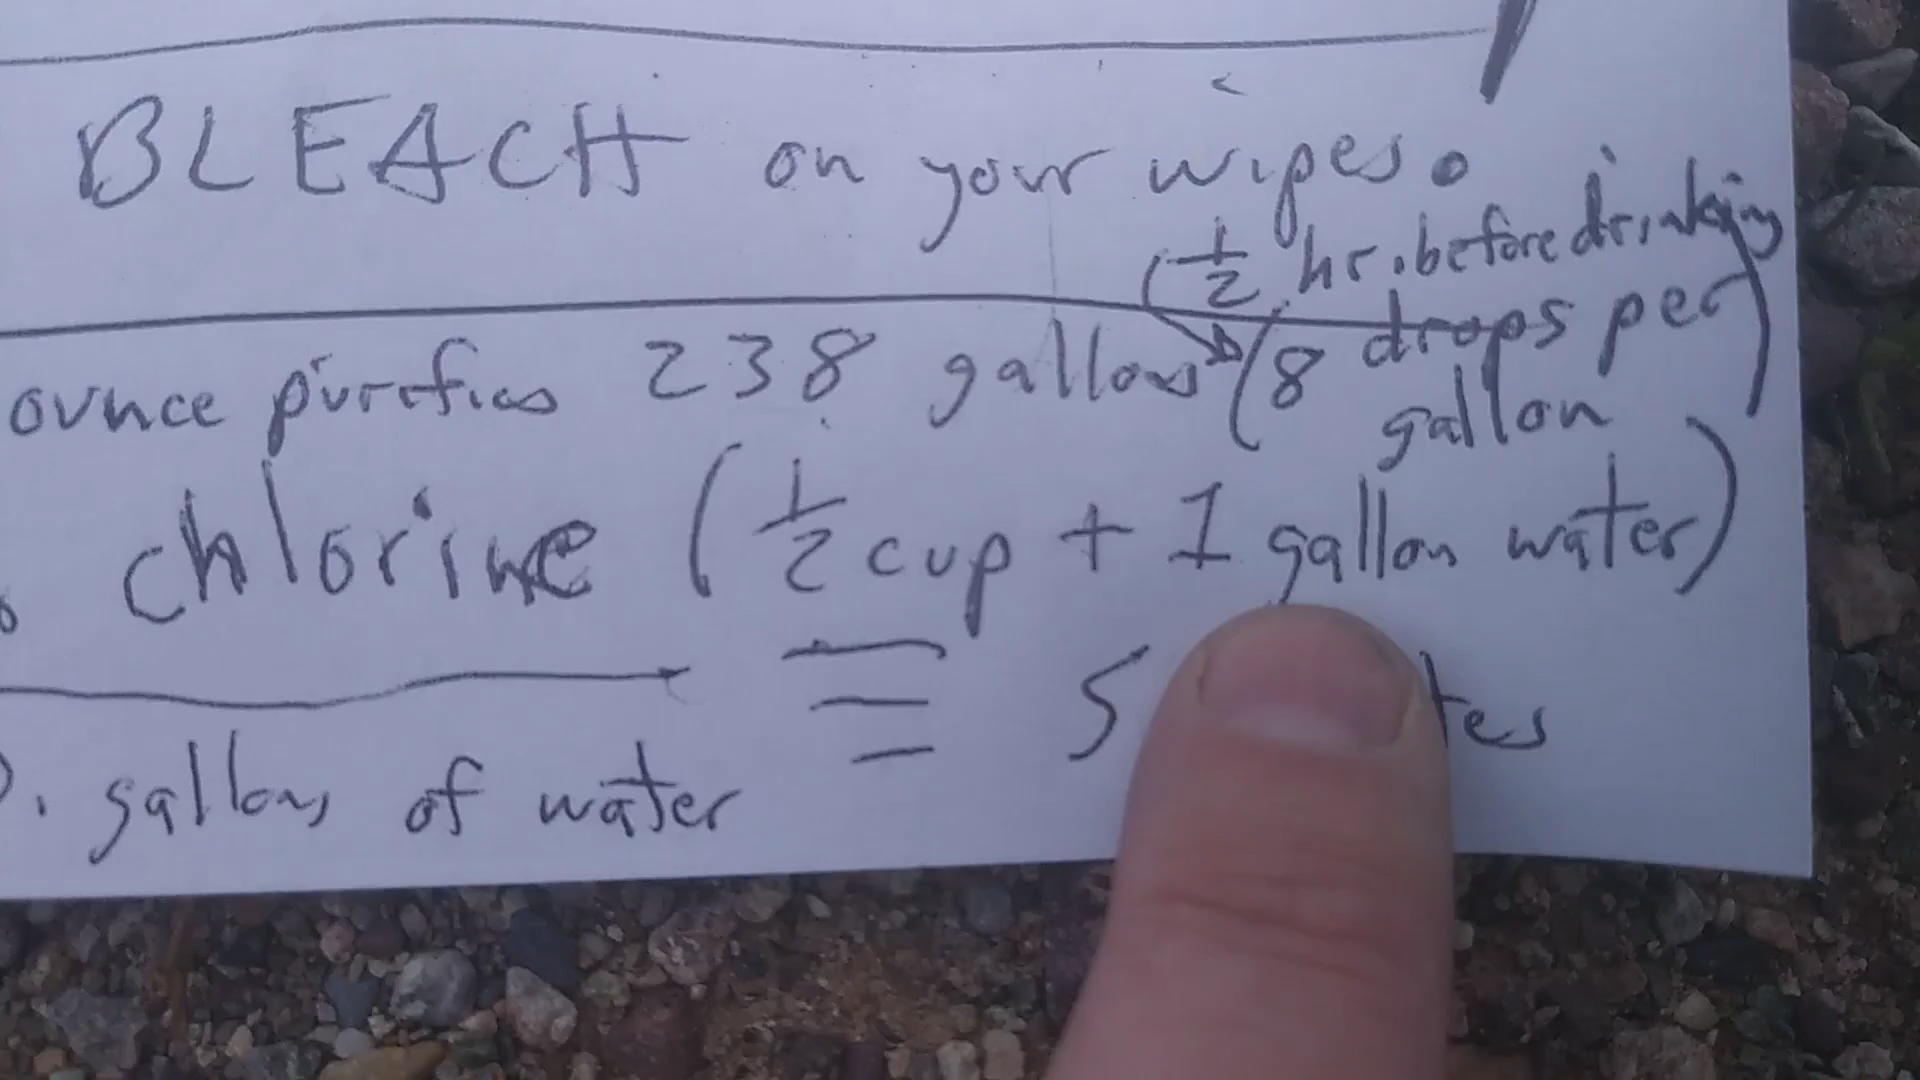 BLEACH on your wipes.
(1/2 hr. before drinking
ounce purifies 238 gallons (8 drops per
gallon)
chlorine (1/2 cup + 1 gallon water)
5
gallons of water